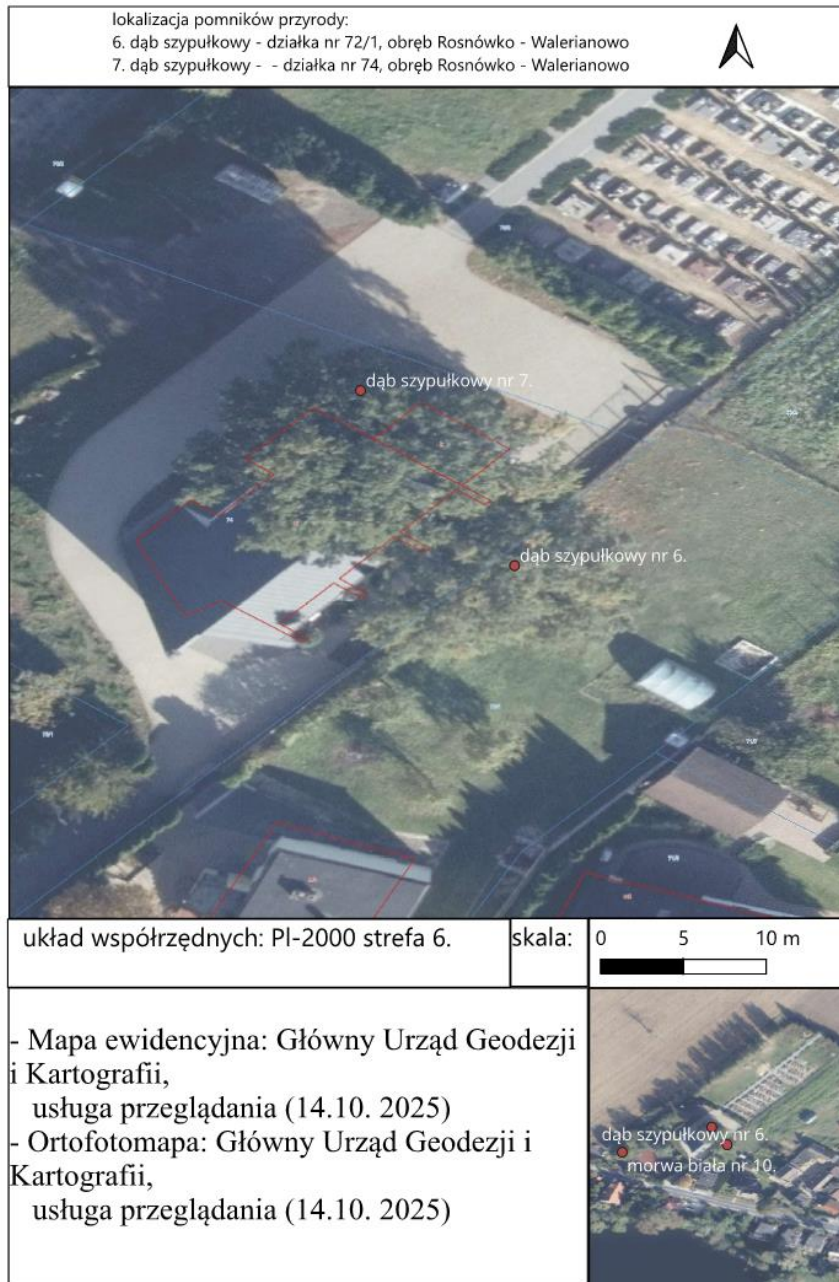 lokalizacja pomników przyrody:
6. dąb szypułkowy - działka nr 72/1, obręb Rosnówko - Walerianowo
7. dąb szypułkowy - - działka nr 74, obręb Rosnówko - Walerianowo
dąb szypułkowy nr 7.
74
dąb szypułkowy nr 6.
układ współrzędnych: Pl-2000 strefa 6.
skala:
0 5 10 m
- Mapa ewidencyjna: Główny Urząd Geodezji
i Kartografii,
usługa przeglądania (14.10. 2025)
- Ortofotomapa: Główny Urząd Geodezji i
Kartografii,
usługa przeglądania (14.10. 2025)
dąb szypułkowy nr 6.
morwa biała nr 10.